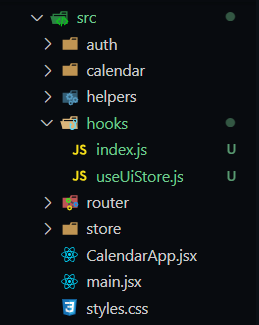 src
auth
calendar
helpers
hooks
JS index.js U
JS useUiStore.js U
router
store
CalendarApp.jsx
main.jsx
styles.css